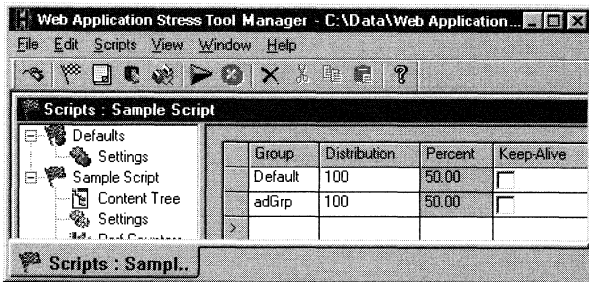 Web Application Stress Tool Manager - C:\Data\Web Application...
File Edit Scripts View Window Help
Scripts : Sample Script
Defaults
Settings
Sample Script
Content Tree
Settings
Perf Counters
Group Distribution Percent Keep-Alive
Default 100 50.00
adGrp 100 50.00
Scripts : Sampl..